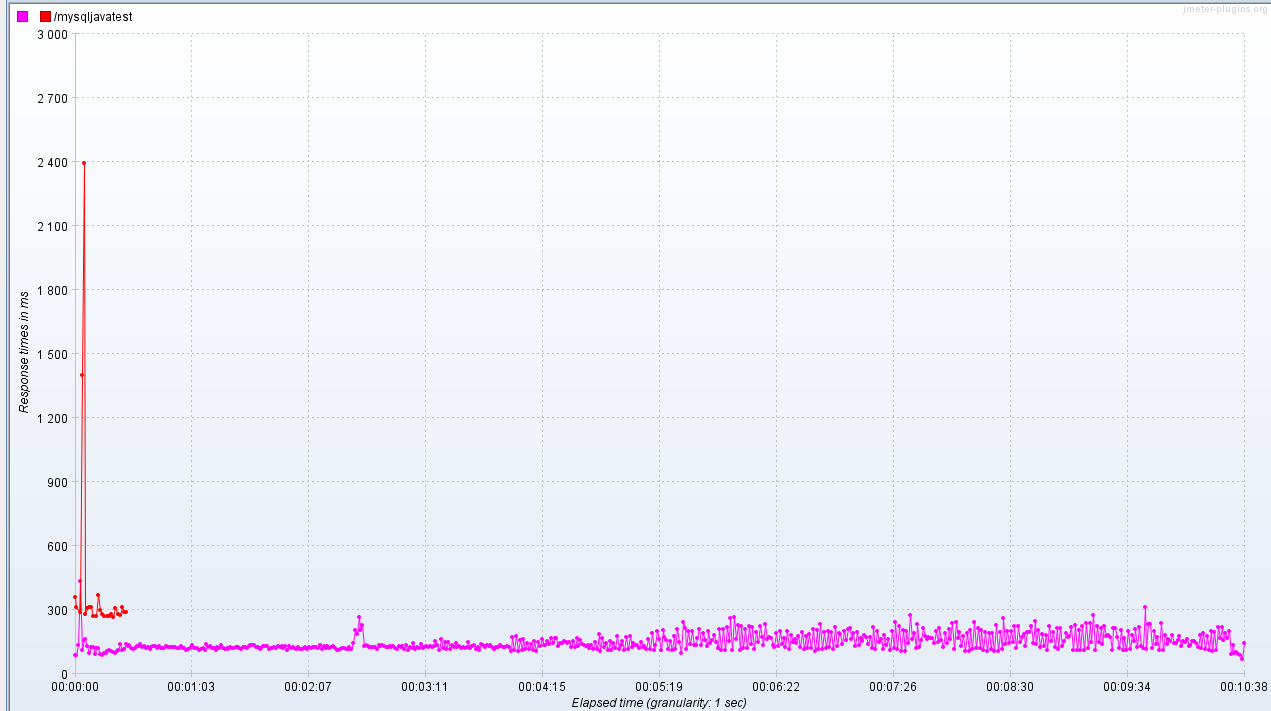 jmeter-plugins.org
/mysqljavatest
3 000
2 700
2 400
2 100
1 800
1 500
1 200
900
600
300
0
Response times in ms
00:00:00 00:01:03 00:02:07 00:03:11 00:04:15 00:05:19 00:06:22 00:07:26 00:08:30 00:09:34 00:10:38
Elapsed time (granularity: 1 sec)